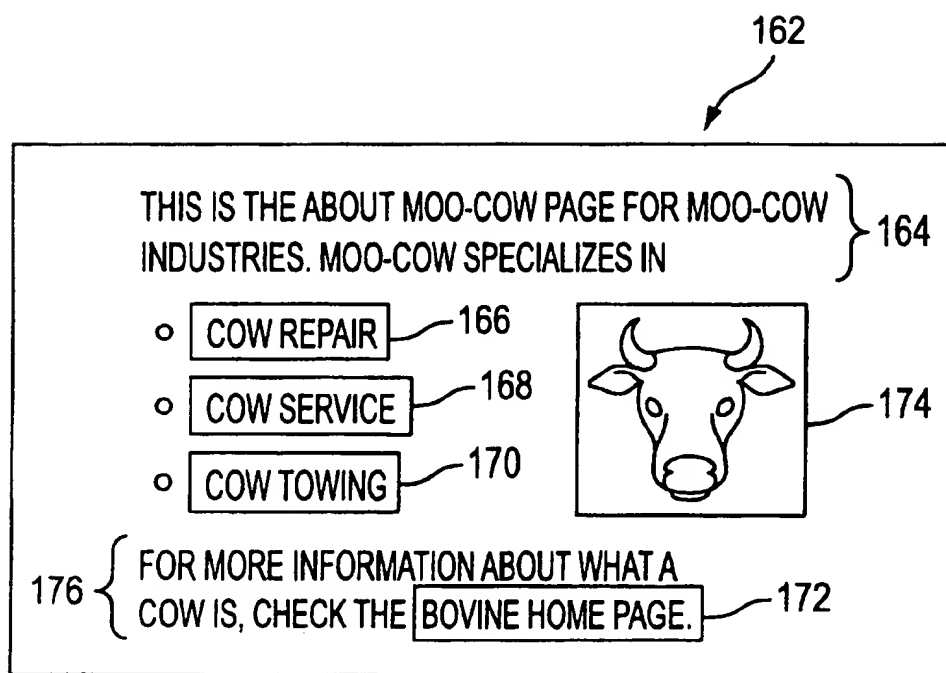 162
THIS IS THE ABOUT MOO-COW PAGE FOR MOO-COW
INDUSTRIES. MOO-COW SPECIALIZES IN
164
COW REPAIR
166
COW SERVICE
168
174
COW TOWING
170
176
FOR MORE INFORMATION ABOUT WHAT A
COW IS, CHECK THE BOVINE HOME PAGE.
172